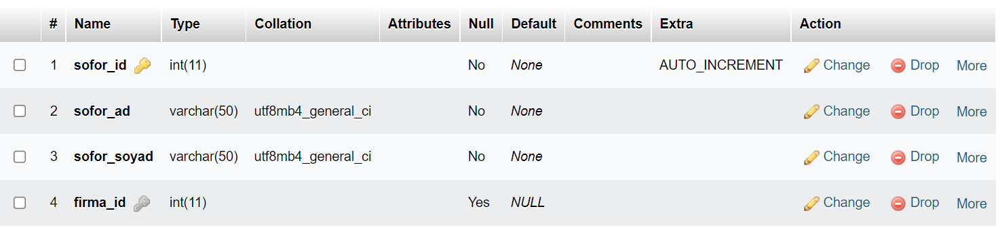 # Name Type Collation Attributes Null Default Comments Extra Action
1 sofor_id int(11) No None AUTO_INCREMENT Change Drop More
2 sofor_ad varchar(50) utf8mb4_general_ci No None Change Drop More
3 sofor_soyad varchar(50) utf8mb4_general_ci No None Change Drop More
4 firma_id int(11) Yes NULL Change Drop More